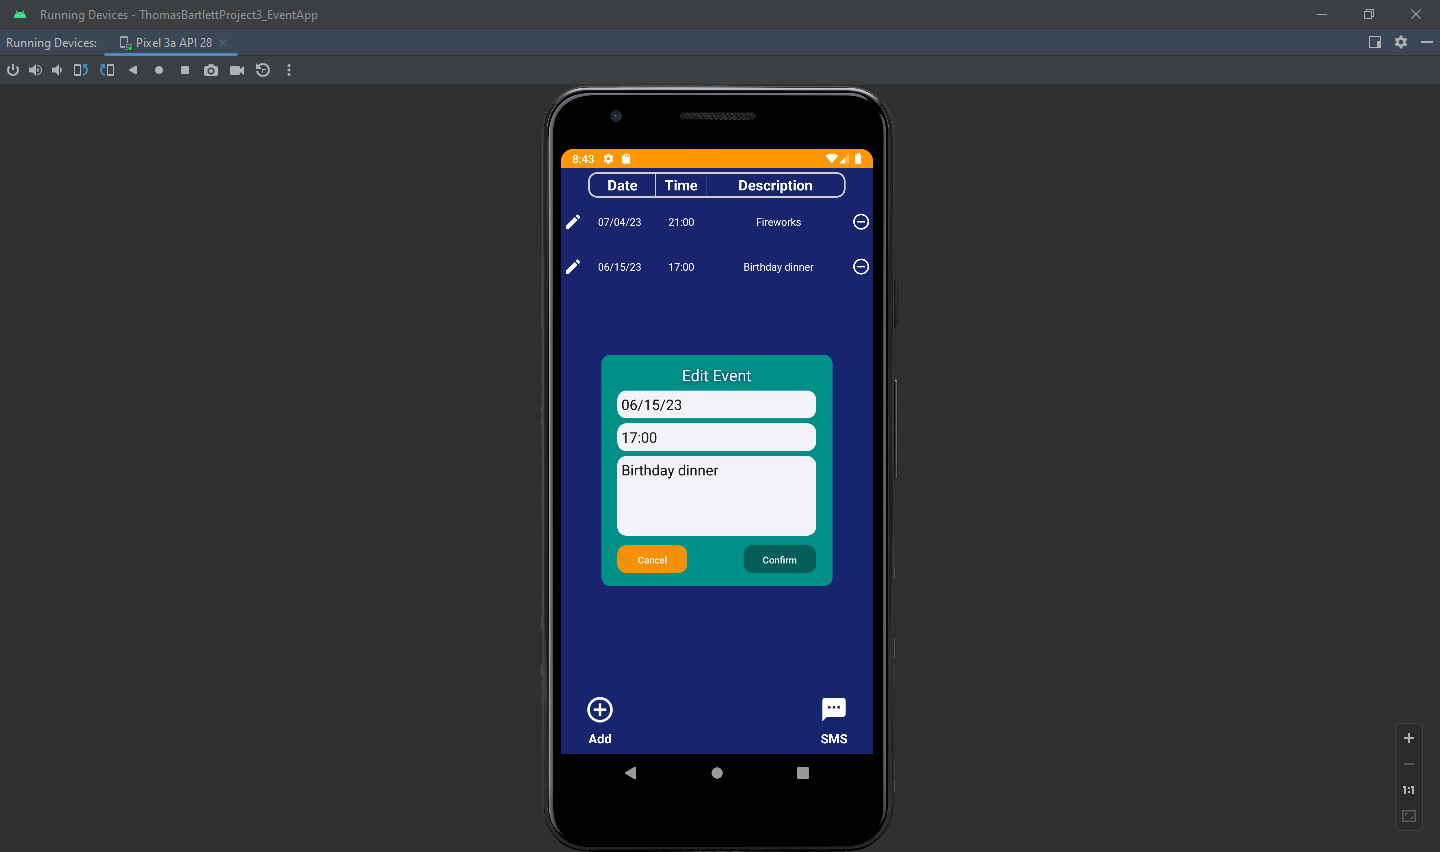 Running Devices - ThomasBartlettProject3_EventApp
Running Devices: Pixel 3a API 28
8:43
Date Time Description
07/04/23 21:00 Fireworks
06/15/23 17:00 Birthday dinner
Edit Event
06/15/23
17:00
Birthday dinner
Cancel Confirm
Add SMS
1:1